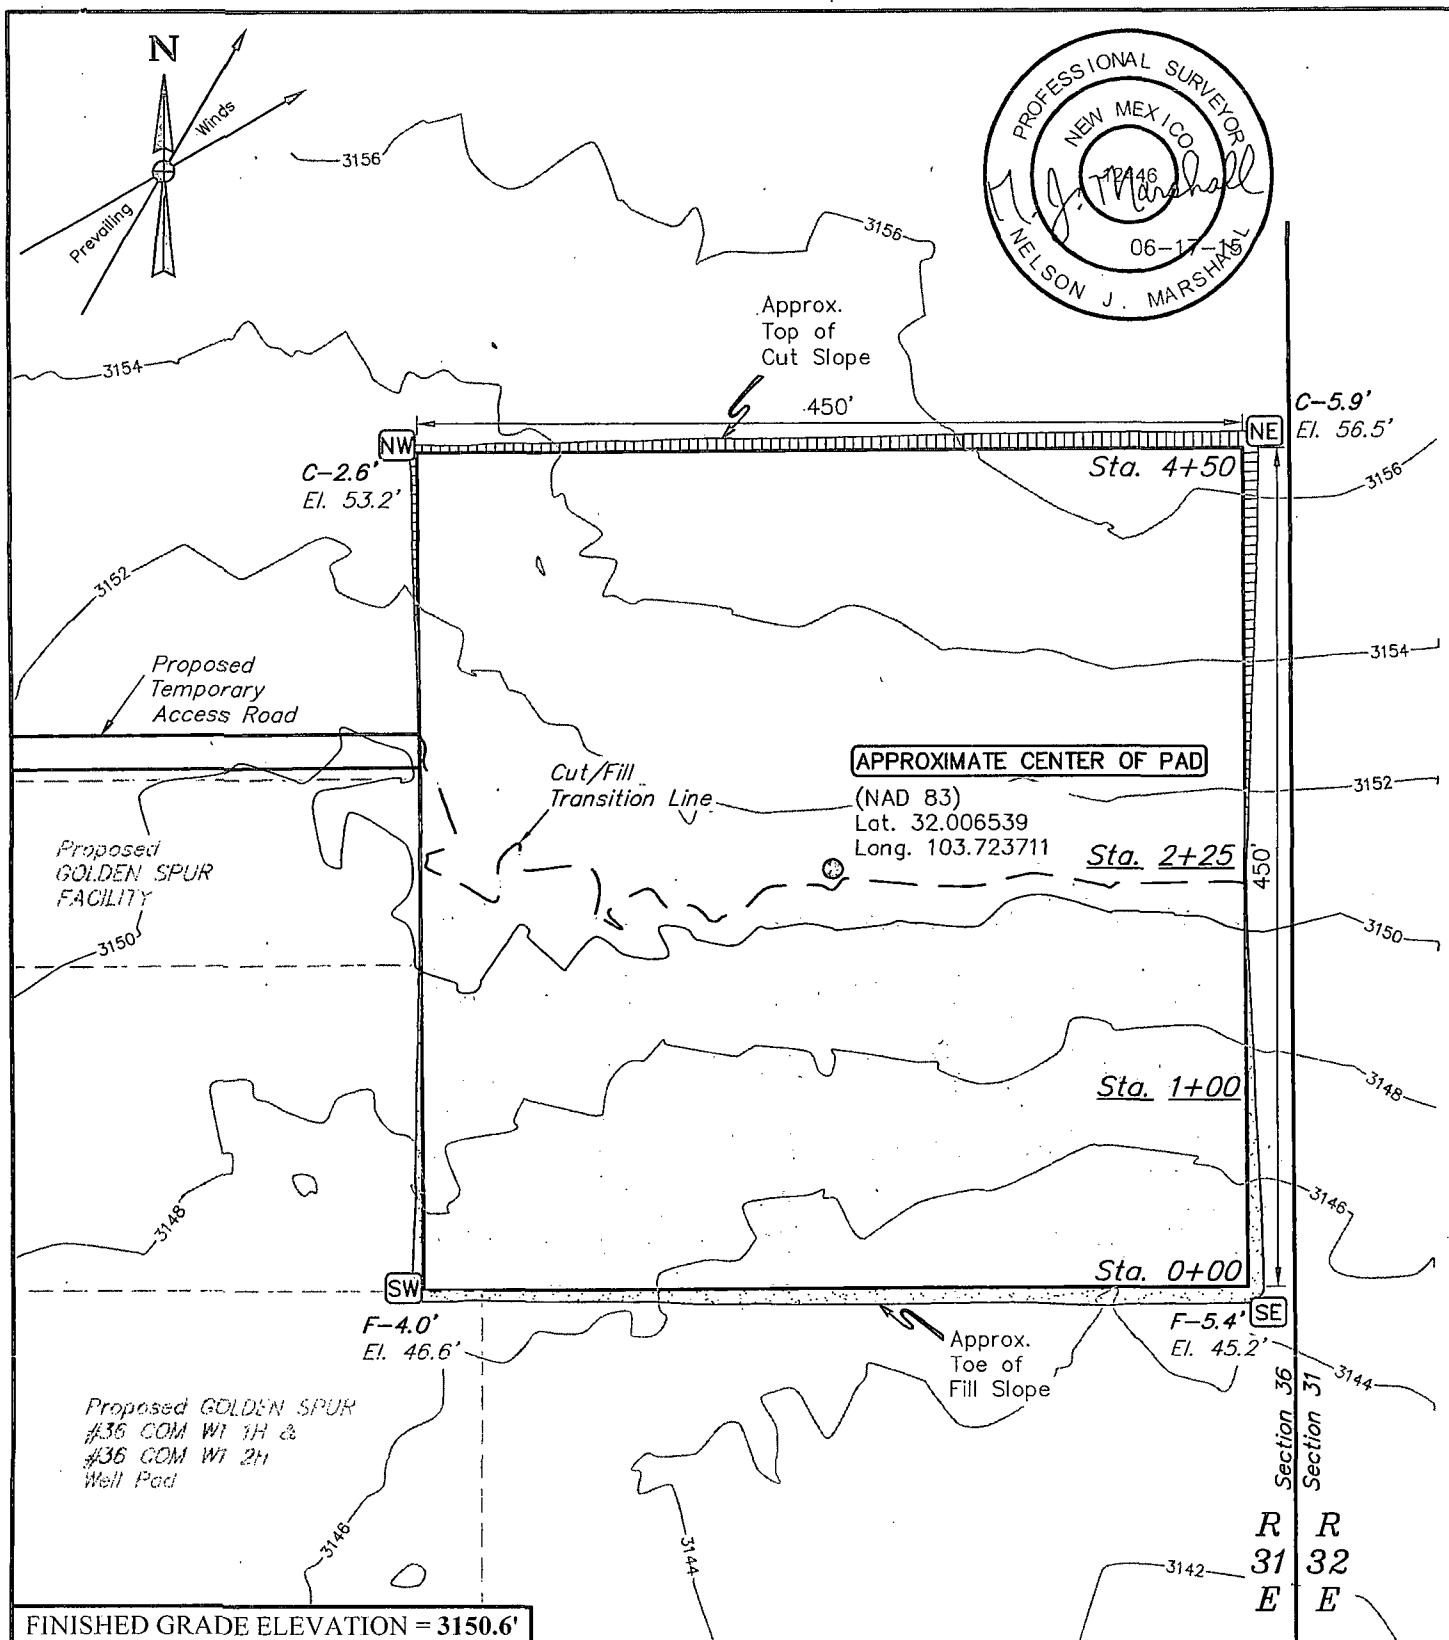 N
Winds
Prevailing
PROFESSIONAL SURVEYOR
NEW MEXICO
12446
N. J. Marshall
06-17-15
NELSON J. MARSHALL
3156
3156
3154
Approx.
Top of
Cut Slope
450'
C-5.9'
El. 56.5'
NE
NW
C-2.6'
El. 53.2'
Sta. 4+50
3156
3152
Proposed
Temporary
Access Road
3154
Cut/Fill
Transition Line
APPROXIMATE CENTER OF PAD
(NAD 83)
Lat. 32.006539
Long. 103.723711
3152
Sta. 2+25
450'
Proposed
GOLDEN SPUR
FACILITY
3150
3150
Sta. 1+00
3148
3148
3146
Sta. 0+00
SW
SE
F-4.0'
El. 46.6'
F-5.4'
El. 45.2'
Approx.
Toe of
Fill Slope
3144
Section 36
Section 31
Proposed GOLDEN SPUR
#36 COM W1 1H &
#36 COM W1 2H
Well Pad
3146
3144
3142
R R
31 32
E E
FINISHED GRADE ELEVATION = 3150.6'